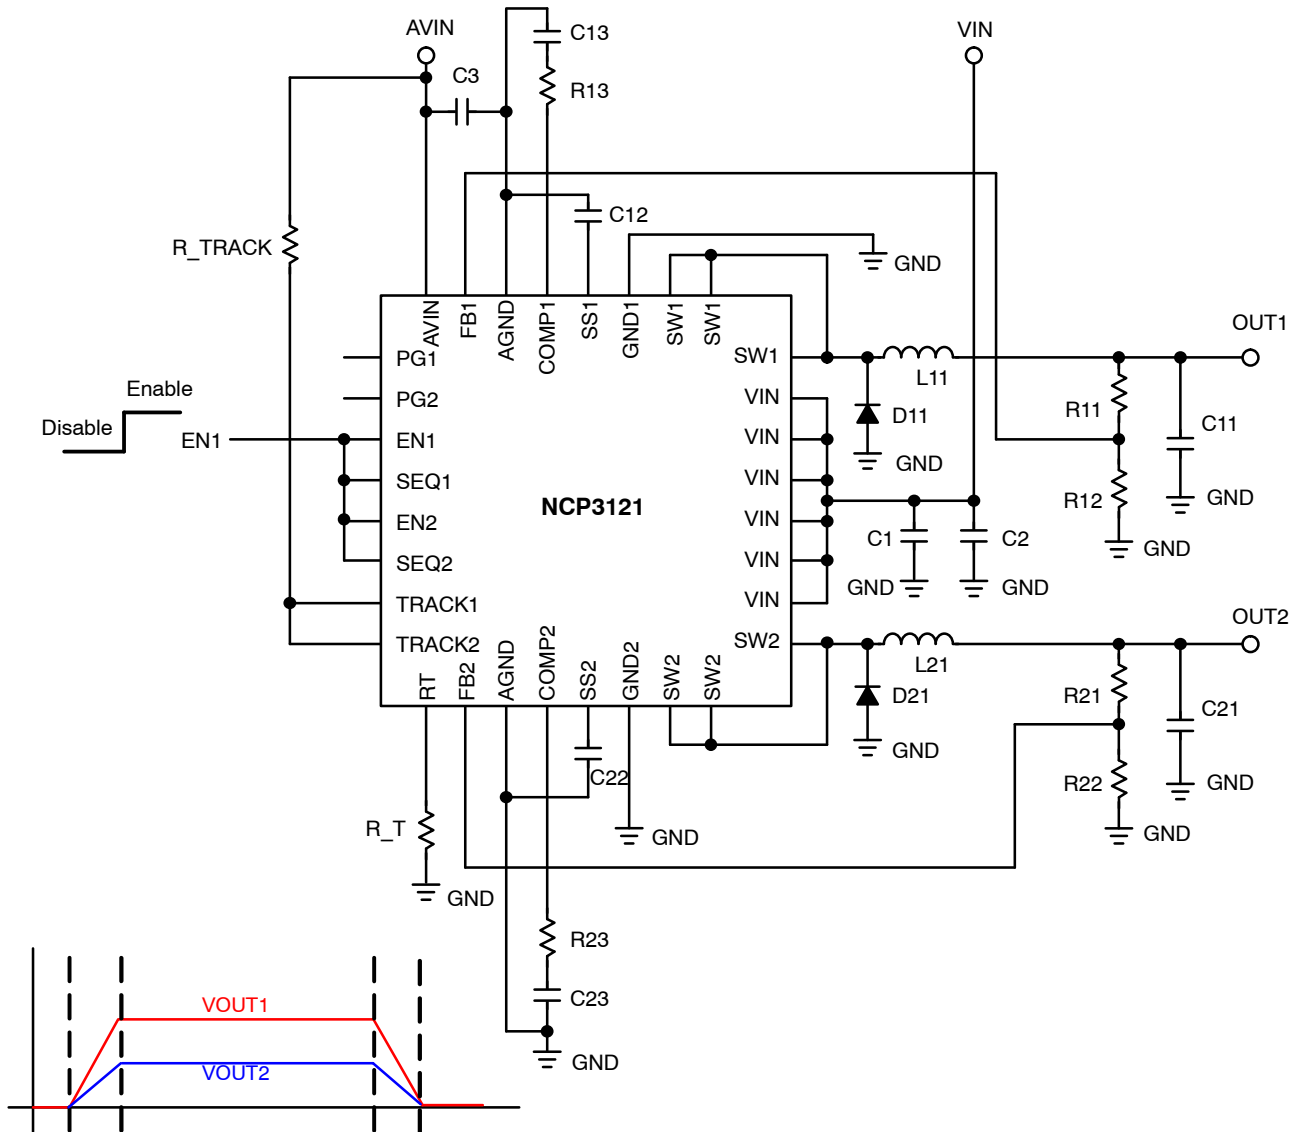 AVIN
VIN
C13
C3
R13
C12
R_TRACK
GND
AVIN
FB1
AGND
COMP1
SS1
GND1
SW1
SW1
OUT1
PG1
SW1
L11
Enable
PG2
VIN
R11
D11
C11
Disable
EN1
EN1
VIN
GND
SEQ1
VIN
R12
GND
NCP3121
EN2
VIN
C1
C2
GND
SEQ2
VIN
GND
GND
TRACK1
VIN
OUT2
TRACK2
SW2
L21
RT
FB2
AGND
COMP2
SS2
GND2
SW2
SW2
D21
R21
C21
GND
C22
R22
GND
R_T
GND
GND
GND
R23
C23
VOUT1
GND
VOUT2